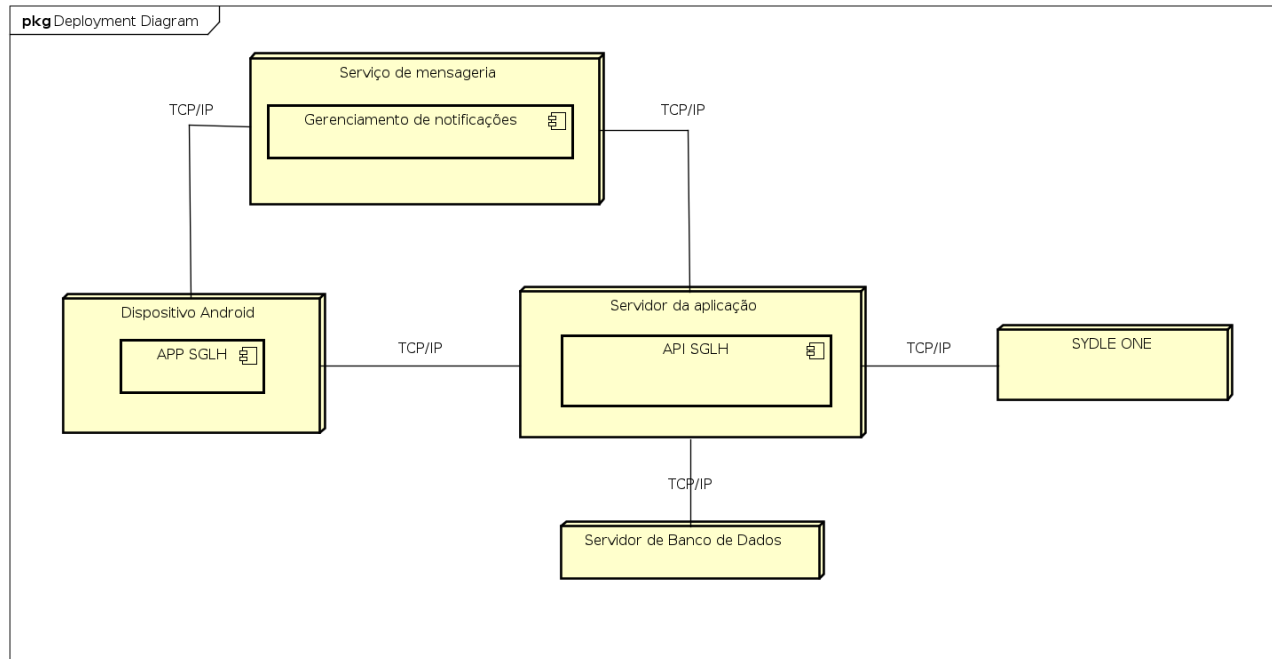 pkg Deployment Diagram
Serviço de mensageria
TCP/IP
TCP/IP
Gerenciamento de notificações
Dispositivo Android
Servidor da aplicação
APP SGLH
TCP/IP
API SGLH
TCP/IP
SYDLE ONE
TCP/IP
Servidor de Banco de Dados